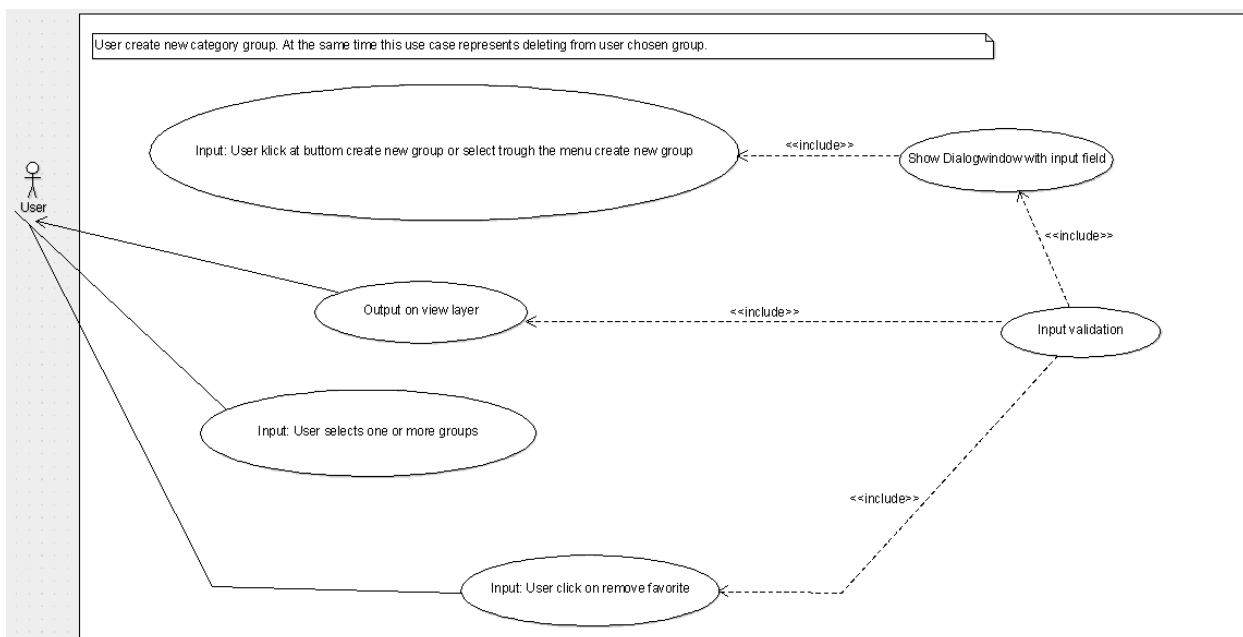 User create new category group. At the same time this use case represents deleting from user chosen group.
Input: User klick at buttom create new group or select trough the menu create new group
<<include>>
Show Dialogwindow with input field
User
<<include>>
Output on view layer
<<include>>
Input validation
Input: User selects one or more groups
<<include>>
Input: User click on remove favorite